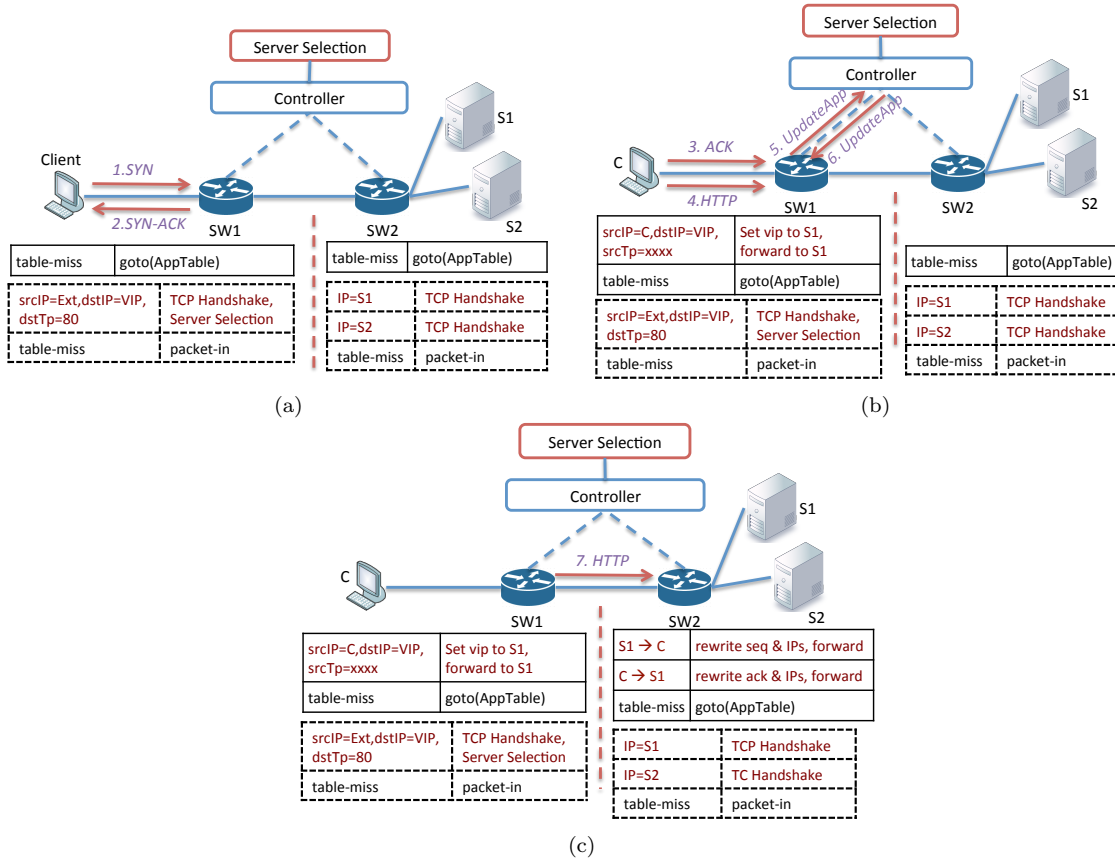 Server Selection
Controller
S1
Client
1.SYN
2.SYN-ACK
SW1
SW2
S2
table-miss goto(AppTable)
srcIP=Ext,dstIP=VIP, TCP Handshake,
dstTp=80 Server Selection
table-miss packet-in
table-miss goto(AppTable)
IP=S1 TCP Handshake
IP=S2 TCP Handshake
table-miss packet-in
(a)
Server Selection
Controller
S1
5. UpdateApp
6. UpdateApp
C
3. ACK
4.HTTP
SW1
SW2
S2
srcIP=C,dstIP=VIP, Set vip to S1,
srcTp=xxxx forward to S1
table-miss goto(AppTable)
srcIP=Ext,dstIP=VIP, TCP Handshake,
dstTp=80 Server Selection
table-miss packet-in
table-miss goto(AppTable)
IP=S1 TCP Handshake
IP=S2 TCP Handshake
table-miss packet-in
(b)
Server Selection
Controller
S1
7. HTTP
C
SW1
SW2
S2
srcIP=C,dstIP=VIP, Set vip to S1,
srcTp=xxxx forward to S1
table-miss goto(AppTable)
srcIP=Ext,dstIP=VIP, TCP Handshake,
dstTp=80 Server Selection
table-miss packet-in
S1 → C rewrite seq & IPs, forward
C → S1 rewrite ack & IPs, forward
table-miss goto(AppTable)
IP=S1 TCP Handshake
IP=S2 TC Handshake
table-miss packet-in
(c)